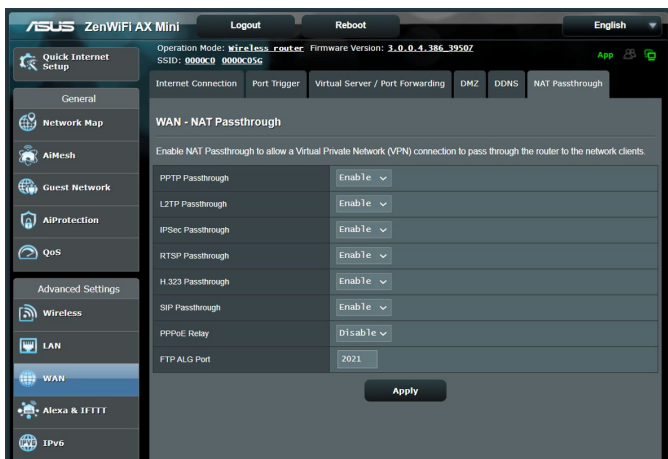 ASUS ZenWiFi AX Mini Logout Reboot English
Quick Internet Setup
Operation Mode: Wireless router Firmware Version: 3.0.0.4.386_39507
SSID: 0000C0 0000C05G
App
Internet Connection Port Trigger Virtual Server / Port Forwarding DMZ DDNS NAT Passthrough
General
Network Map
AiMesh
Guest Network
AiProtection
QoS
Advanced Settings
Wireless
LAN
WAN
Alexa & IFTTT
IPv6
WAN - NAT Passthrough
Enable NAT Passthrough to allow a Virtual Private Network (VPN) connection to pass through the router to the network clients.
PPTP Passthrough Enable
L2TP Passthrough Enable
IPSec Passthrough Enable
RTSP Passthrough Enable
H.323 Passthrough Enable
SIP Passthrough Enable
PPPoE Relay Disable
FTP ALG Port 2021
Apply